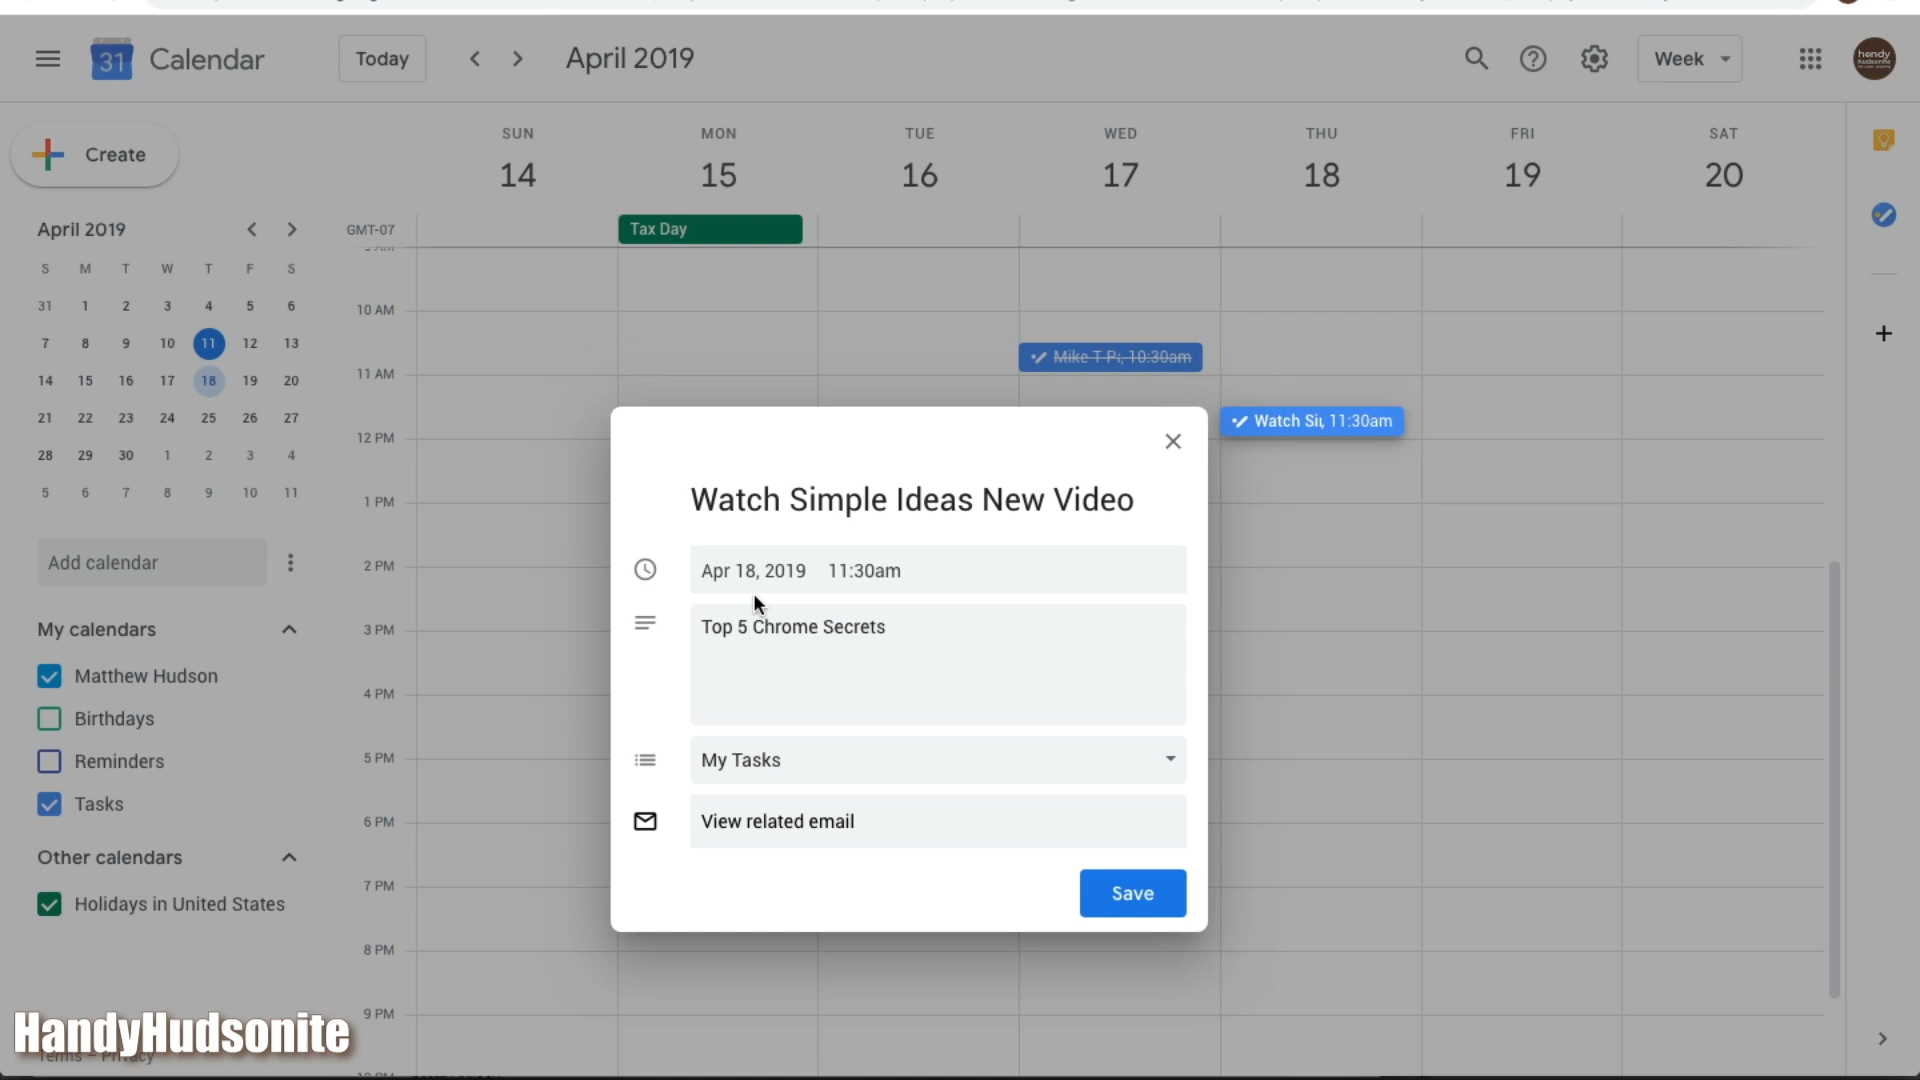 31 Calendar Today April 2019 Week hendy hudsonite
Create
SUN MON TUE WED THU FRI SAT
14 15 16 17 18 19 20
April 2019
S M T W T F S
31 1 2 3 4 5 6
7 8 9 10 11 12 13
14 15 16 17 18 19 20
21 22 23 24 25 26 27
28 29 30 1 2 3 4
5 6 7 8 9 10 11
GMT-07 Tax Day
10 AM
Mike T P, 10:30am
11 AM
Watch Si, 11:30am
12 PM
1 PM
2 PM
3 PM
4 PM
5 PM
6 PM
7 PM
8 PM
9 PM
Add calendar
My calendars
Matthew Hudson
Birthdays
Reminders
Tasks
Other calendars
Holidays in United States
Watch Simple Ideas New Video
Apr 18, 2019 11:30am
Top 5 Chrome Secrets
My Tasks
View related email
Save
HandyHudsonite
Terms – Privacy